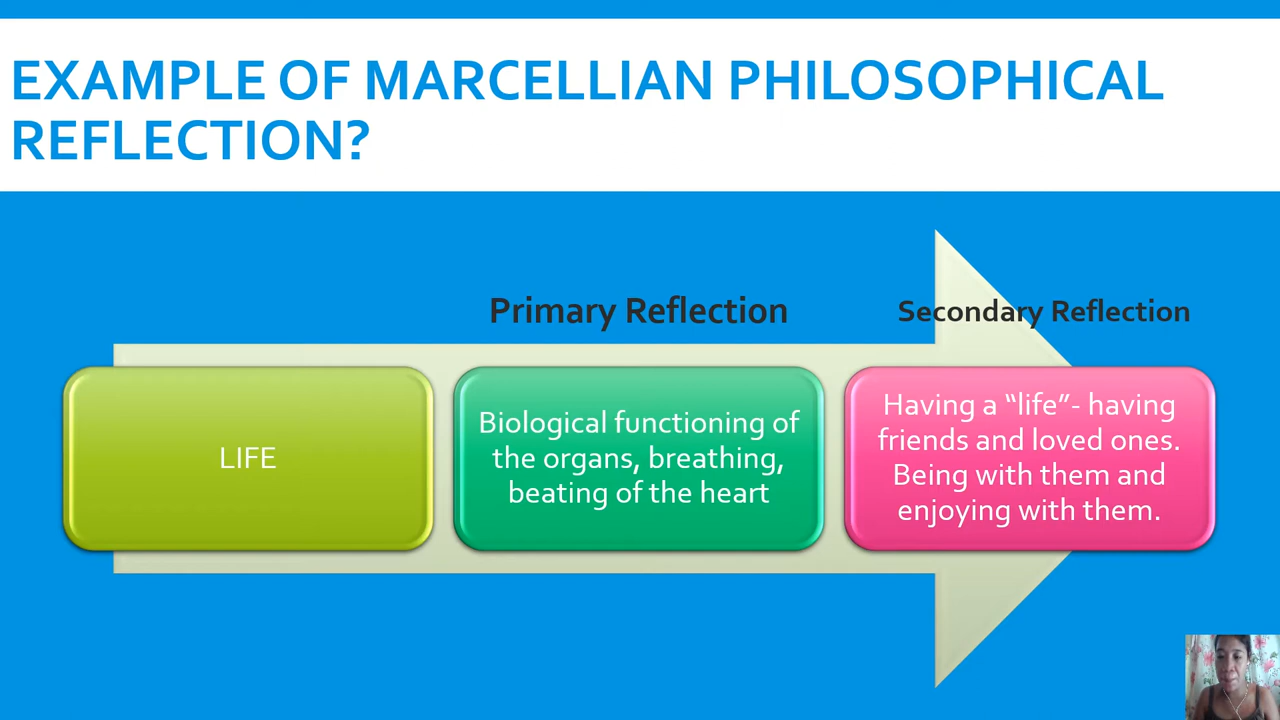 EXAMPLE OF MARCELLIAN PHILOSOPHICAL
REFLECTION?
Primary Reflection
Secondary Reflection
LIFE
Biological functioning of
the organs, breathing,
beating of the heart
Having a “life”- having
friends and loved ones.
Being with them and
enjoying with them.